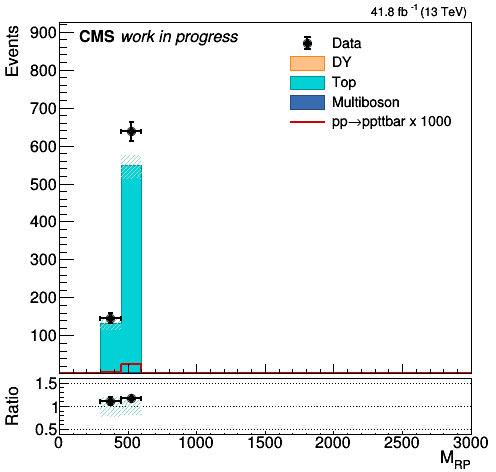 41.8 fb⁻¹ (13 TeV)
CMS work in progress
Data
DY
Top
Multiboson
pp→ppttbar x 1000
Events
900
800
700
600
500
400
300
200
100
Ratio
1.5
1
0.5
0 500 1000 1500 2000 2500 3000
M_RP